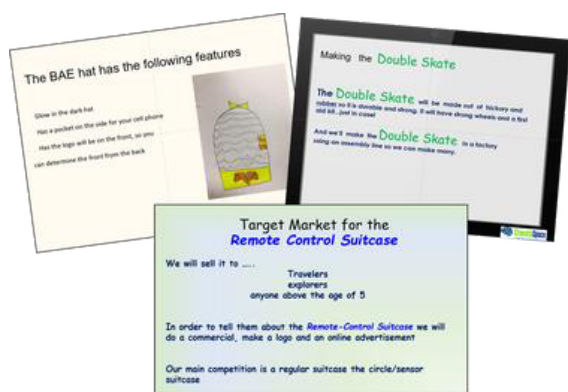 The BAE hat has the following features
Glow in the dark hat
Has a pocket on the side for your cell phone
Has the logo will be on the front, so you
can determine the front from the back
Making the Double Skate
The Double Skate will be made out of hickory and
rubber so it is durable and strong. It will have strong wheels and a first
aid kit...just in case!
And we'll make the Double Skate in a factory
using an assembly line so we can make many.
Target Market for the
Remote Control Suitcase
We will sell it to .....
Travelers
explorers
anyone above the age of 5
In order to tell them about the Remote-Control Suitcase we will
do a commercial, make a logo and an online advertisement
Our main competition is a regular suitcase the circle/sensor
suitcase